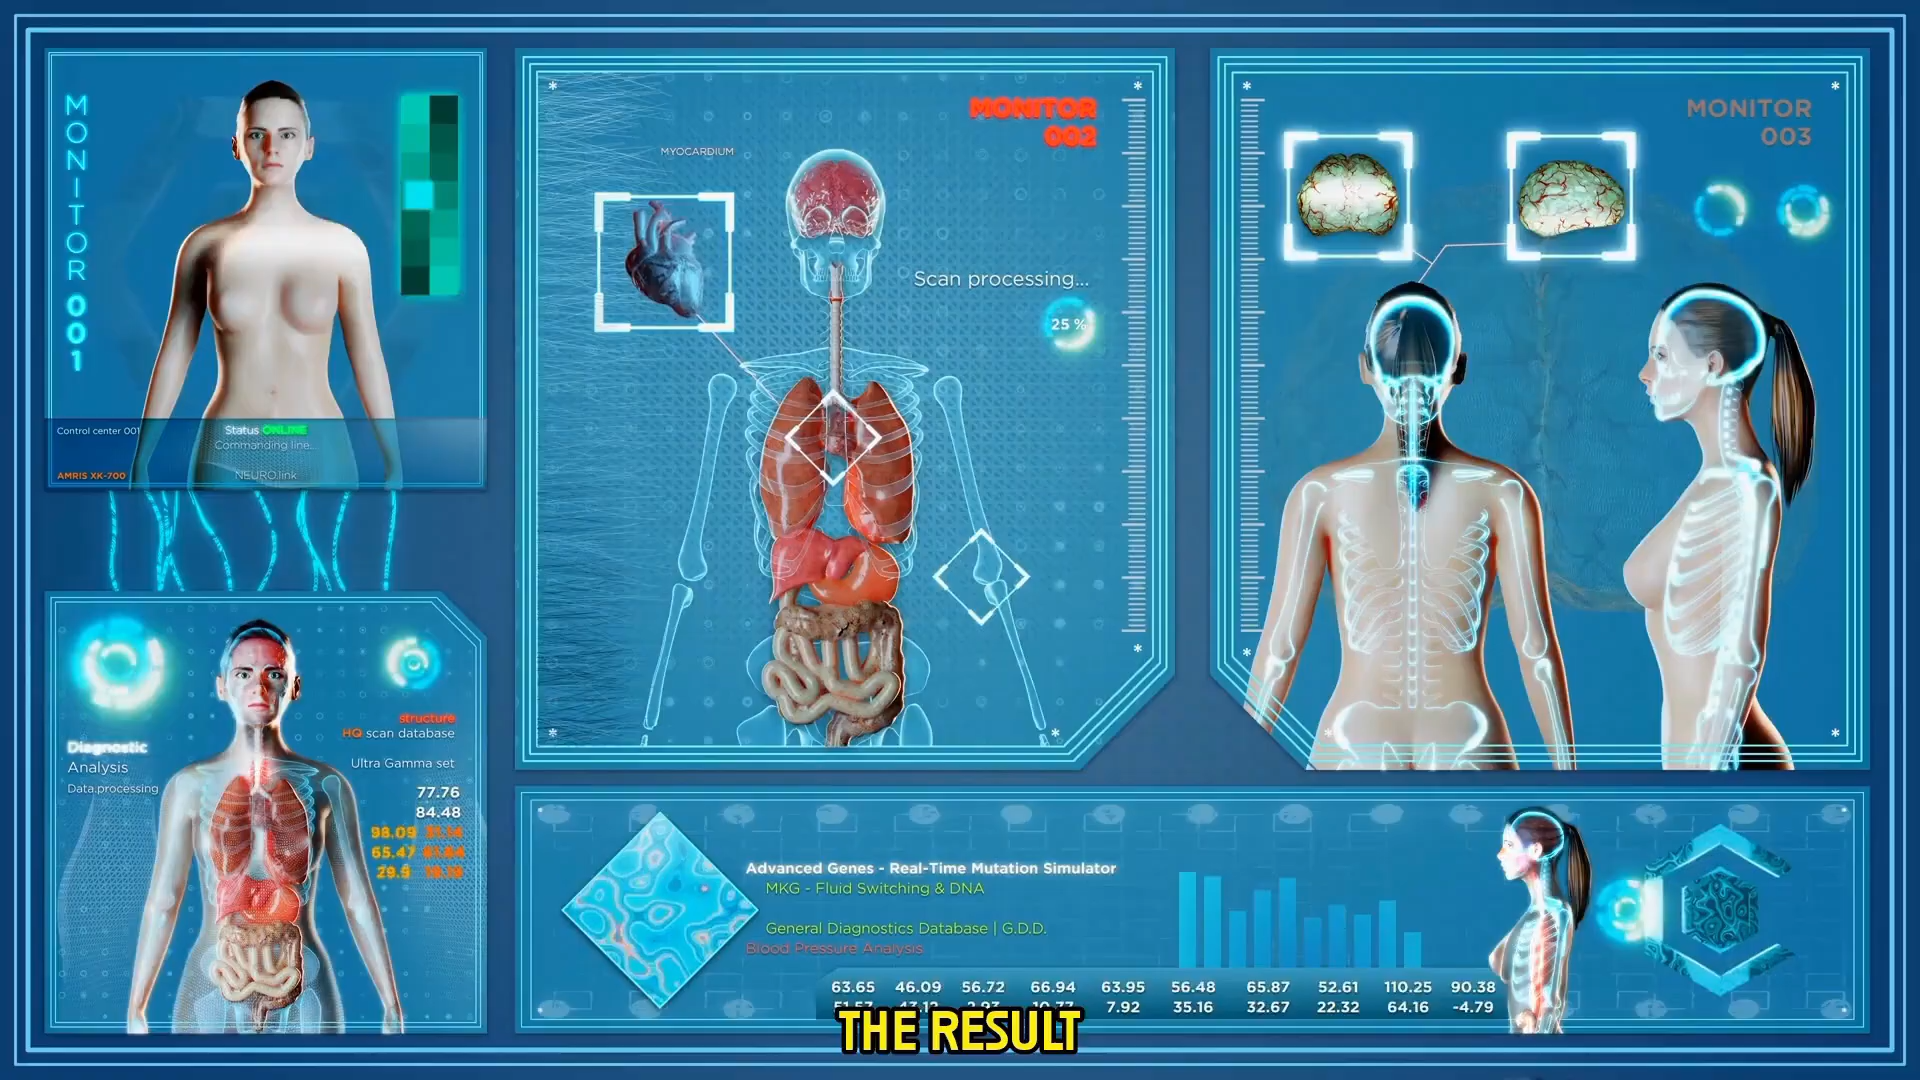 MONITOR 001
Control center 001
Status ONLINE
Commanding line...
AMRIS XK-700
NEURO.link
MYOCARDIUM
MONITOR
002
Scan processing...
25 %
MONITOR
003
Diagnostic
Analysis
Data.processing
structure
HQ scan database
Ultra Gamma set
77.76
84.48
98.09
65.47
29.5
Advanced Genes - Real-Time Mutation Simulator
MKG - Fluid Switching & DNA
General Diagnostics Database | G.D.D.
Blood Pressure Analysis
63.65 46.09 56.72 66.94 63.95 56.48 65.87 52.61 110.25 90.38
7.92 35.16 32.67 22.32 64.16 -4.79
THE RESULT